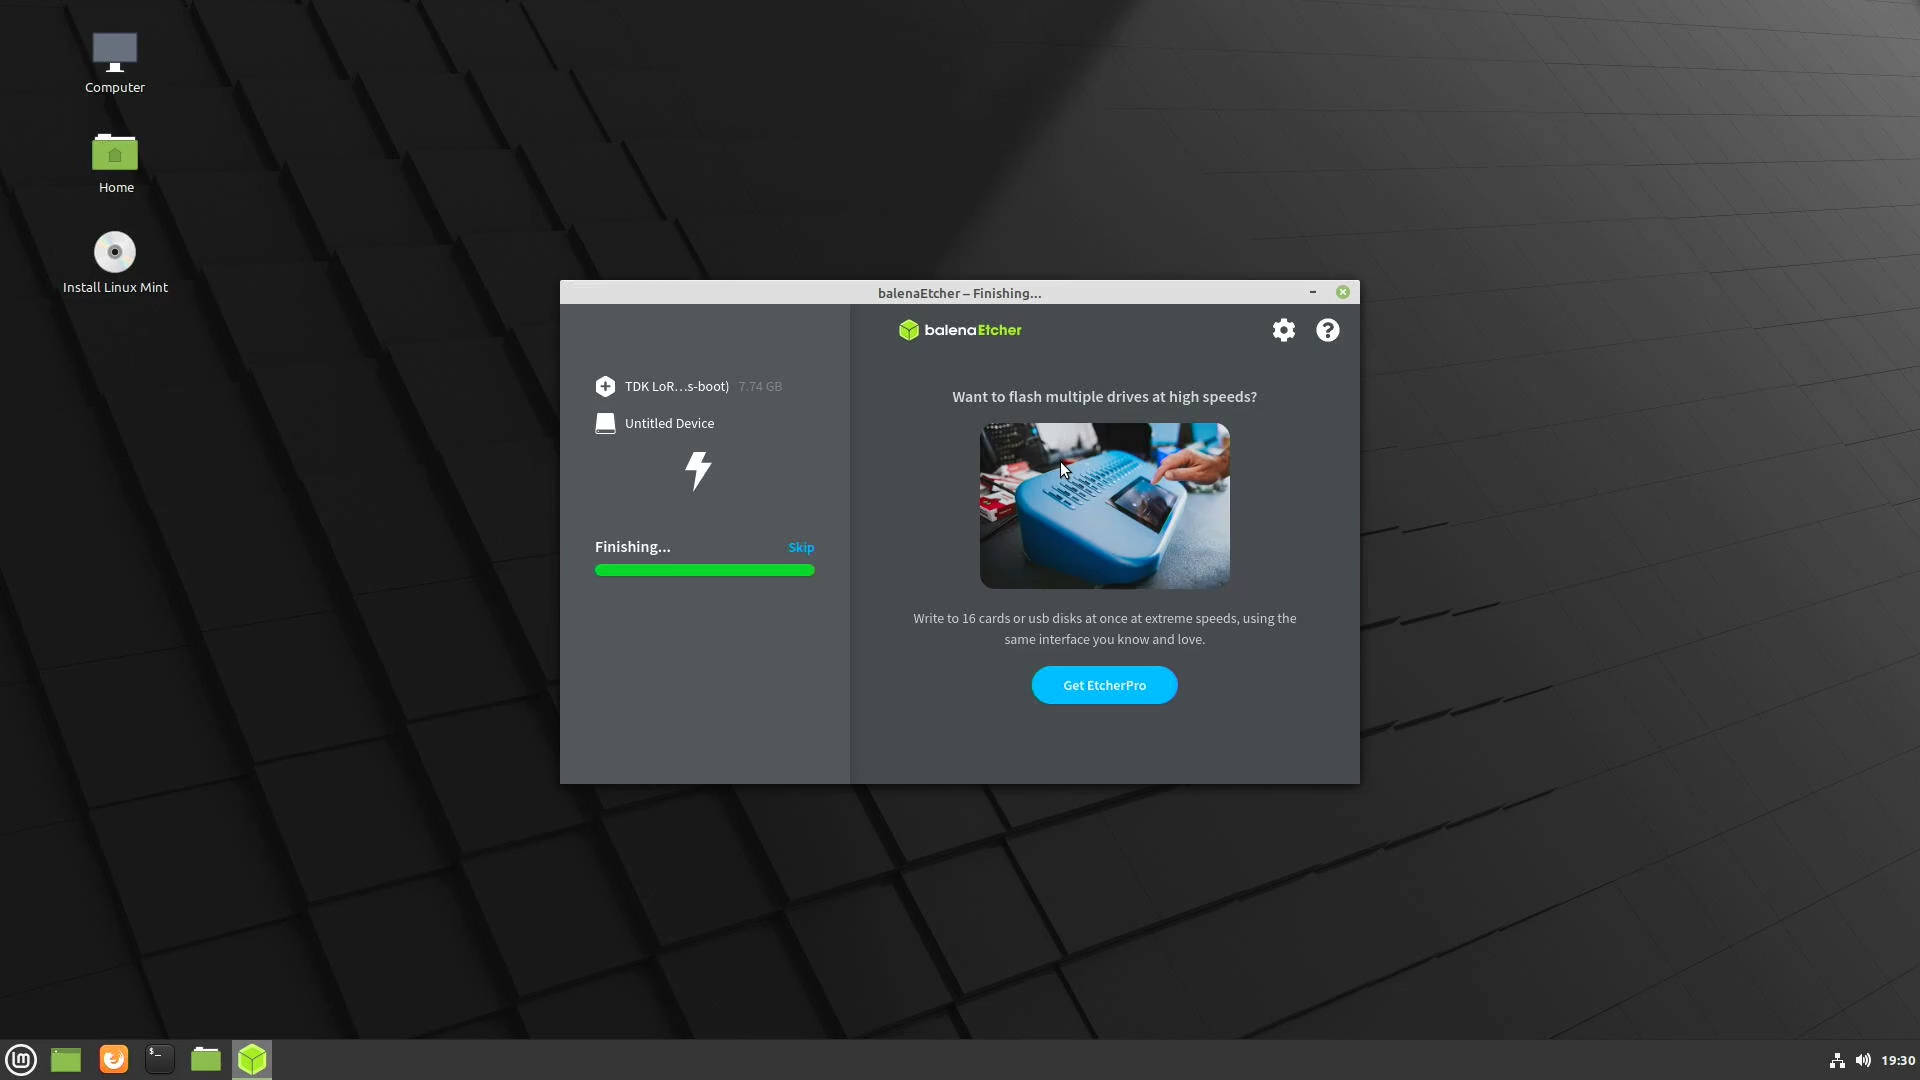 Computer
Home
Install Linux Mint
balenaEtcher – Finishing...
balenaEtcher
TDK LoR...s-boot) 7.74 GB
Untitled Device
Finishing... Skip
Want to flash multiple drives at high speeds?
Write to 16 cards or usb disks at once at extreme speeds, using the
same interface you know and love.
Get EtcherPro
19:30